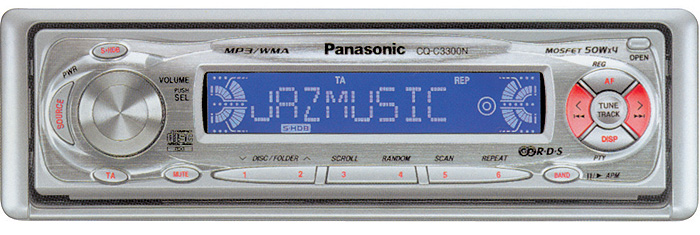 S·HDB
MP3/WMA Panasonic CQ-C3300N MOSFET 50W×4
OPEN
PWR
SOURCE
VOLUME
PUSH
SEL
TA REP
JAZMUSIC
S·HDB
REG
AF
TUNE
TRACK
DISP
PTY
R·D·S
DISC / FOLDER SCROLL RANDOM SCAN REPEAT
TA MUTE 1 2 3 4 5 6 BAND APM